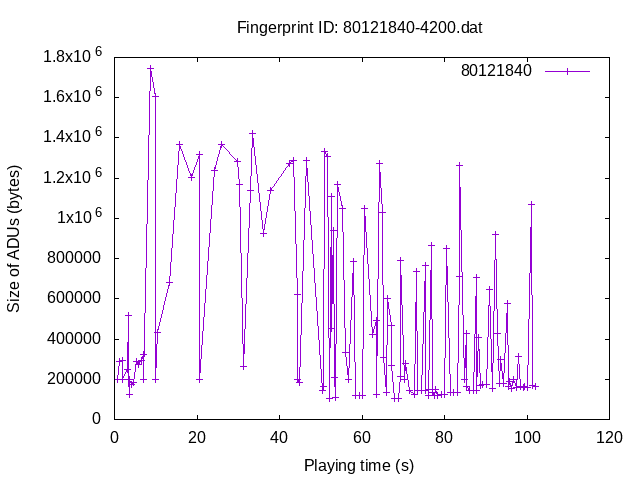 Fingerprint ID: 80121840-4200.dat
80121840
1.8x10 6
1.6x10 6
1.4x10 6
1.2x10 6
1x10 6
800000
600000
400000
200000
0
Size of ADUs (bytes)
0 20 40 60 80 100 120
Playing time (s)